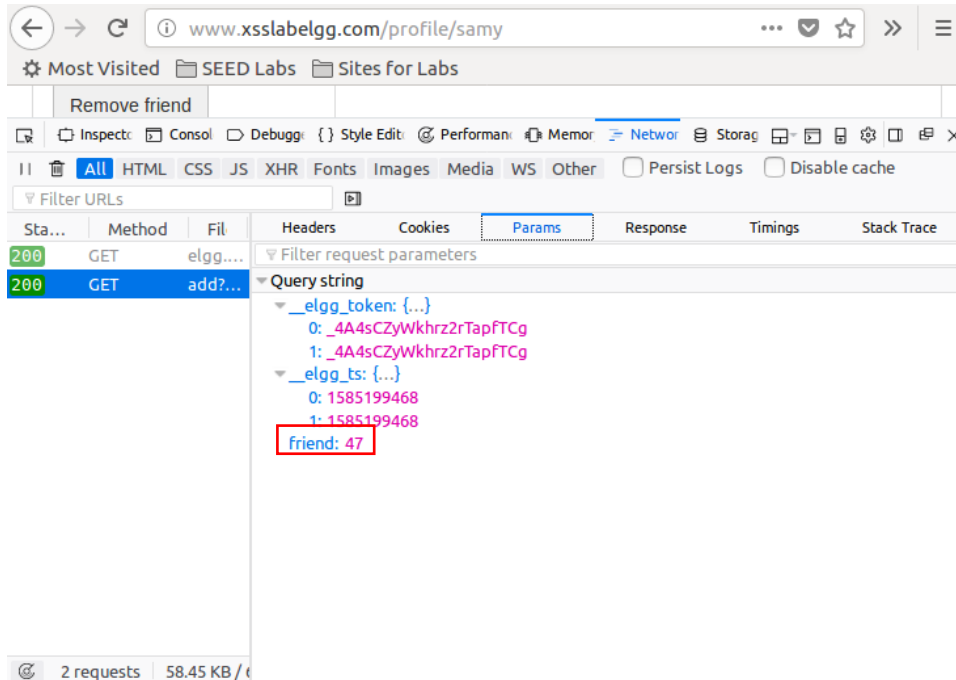 www.xsslabelgg.com/profile/samy
Most Visited SEED Labs Sites for Labs
Remove friend
Inspecto Consol Debugge {} Style Edit Performan Memor Networ Storag
All HTML CSS JS XHR Fonts Images Media WS Other Persist Logs Disable cache
Filter URLs
Sta... Method Fil Headers Cookies Params Response Timings Stack Trace
200 GET elgg.... Filter request parameters
200 GET add?... Query string
__elgg_token: {...}
0: _4A4sCZyWkhrz2rTapfTCg
1: _4A4sCZyWkhrz2rTapfTCg
__elgg_ts: {...}
0: 1585199468
1: 1585199468
friend: 47
2 requests 58.45 KB /